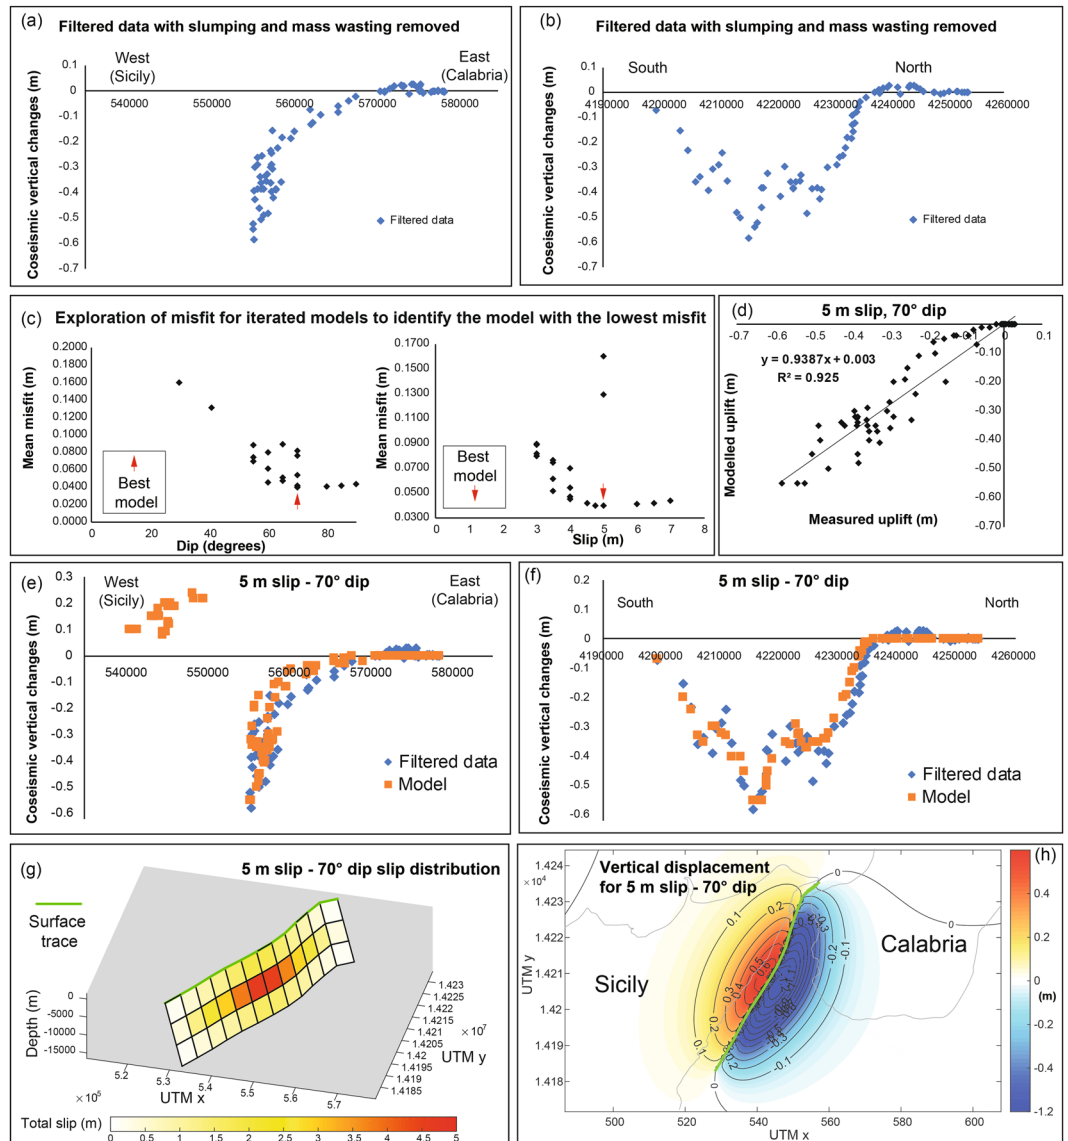 (a)
Filtered data with slumping and mass wasting removed
West
(Sicily)
East
(Calabria)
Coseismic vertical changes (m)
0.1
0
-0.1
-0.2
-0.3
-0.4
-0.5
-0.6
-0.7
540000 550000 560000 570000 580000
Filtered data
(b)
Filtered data with slumping and mass wasting removed
South
North
Coseismic vertical changes (m)
0.1
0
-0.1
-0.2
-0.3
-0.4
-0.5
-0.6
-0.7
4190000 4200000 4210000 4220000 4230000 4240000 4250000 4260000
Filtered data
(c) Exploration of misfit for iterated models to identify the model with the lowest misfit
Mean misfit (m)
0.2000
0.1800
0.1600
0.1400
0.1200
0.1000
0.0800
0.0600
0.0400
0.0200
0.0000
Best
model
0 20 40 60 80
Dip (degrees)
Mean misfit (m)
0.1700
0.1500
0.1300
0.1100
0.0900
0.0700
0.0500
0.0300
Best
model
0 1 2 3 4 5 6 7 8
Slip (m)
(d)
5 m slip, 70° dip
-0.7 -0.6 -0.5 -0.4 -0.3 -0.2 -0.1 0.1
y = 0.9387x + 0.003
R² = 0.925
-0.10
-0.20
-0.30
-0.40
-0.50
-0.60
-0.70
Modelled uplift (m)
Measured uplift (m)
(e)
5 m slip - 70° dip
West
(Sicily)
East
(Calabria)
Coseismic vertical changes (m)
0.3
0.2
0.1
0
-0.1
-0.2
-0.3
-0.4
-0.5
-0.6
540000 550000 560000 570000 580000
Filtered data
Model
(f)
5 m slip - 70° dip
South
North
Coseismic vertical changes (m)
0.2
0.1
0
-0.1
-0.2
-0.3
-0.4
-0.5
-0.6
4190000 4200000 4210000 4220000 4230000 4240000 4250000 4260000
Filtered data
Model
(g)
5 m slip - 70° dip slip distribution
Surface
trace
Depth (m)
0
-5000
-10000
-15000
×10⁵
5.2 5.3 5.4 5.5 5.6 5.7
UTM x
1.423
1.4225
1.422
1.4215
1.421
1.4205
1.42
1.4195
1.419
1.4185
×10⁷
UTM y
Total slip (m)
0 0.5 1 1.5 2 2.5 3 3.5 4 4.5 5
(h)
Vertical displacement
for 5 m slip - 70° dip
Sicily
Calabria
UTM y
×10⁴
1.424
1.423
1.422
1.421
1.42
1.419
1.418
500 520 540 560 580 600
UTM x
0.4
0.2
0
(m)
-0.2
-0.4
-1.2